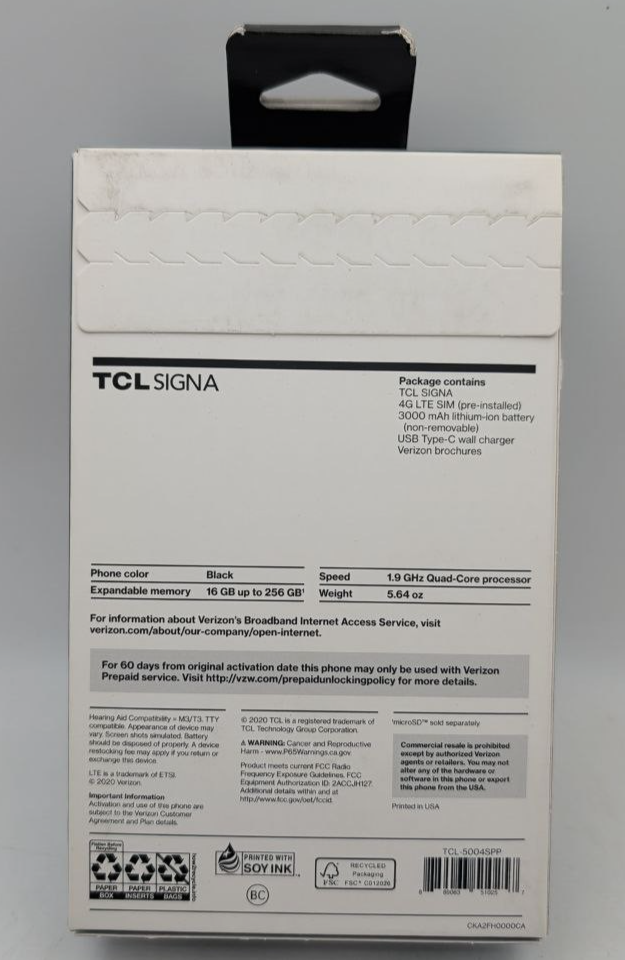 TCL SIGNA
Package contains
TCL SIGNA
4G LTE SIM (pre-installed)
3000 mAh lithium-ion battery
(non-removable)
USB Type-C wall charger
Verizon brochures
Phone color Black
Expandable memory 16 GB up to 256 GB¹
Speed 1.9 GHz Quad-Core processor
Weight 5.64 oz
For information about Verizon's Broadband Internet Access Service, visit
verizon.com/about/our-company/open-internet.
For 60 days from original activation date this phone may only be used with Verizon
Prepaid service. Visit http://vzw.com/prepaidunlockingpolicy for more details.
Hearing Aid Compatibility = M3/T3. TTY
compatible. Appearance of device may
vary. Screen shots simulated. Battery
should be disposed of properly. A device
restocking fee may apply if you return or
exchange this device.
LTE is a trademark of ETSI.
© 2020 Verizon.
Important Information
Activation and use of this phone are
subject to the Verizon Customer
Agreement and Plan details.
© 2020 TCL is a registered trademark of
TCL Technology Group Corporation.
⚠ WARNING: Cancer and Reproductive
Harm - www.P65Warnings.ca.gov.
Product meets current FCC Radio
Frequency Exposure Guidelines. FCC
Equipment Authorization ID: 2ACCJH127.
Additional details within and at
http://www.fcc.gov/oet/fccid.
¹microSD™ sold separately
Commercial resale is prohibited
except by authorized Verizon
agents or retailers. You may not
alter any of the hardware or
software in this phone or export
this phone from the USA.
Printed in USA
PAPER
BOX
PAPER
INSERTS
PLASTIC
BAGS
PRINTED WITH
SOY INK
BC
FSC
RECYCLED
Packaging
FSC® C013026
TCL-5004SPP
CKA2FH0000CA